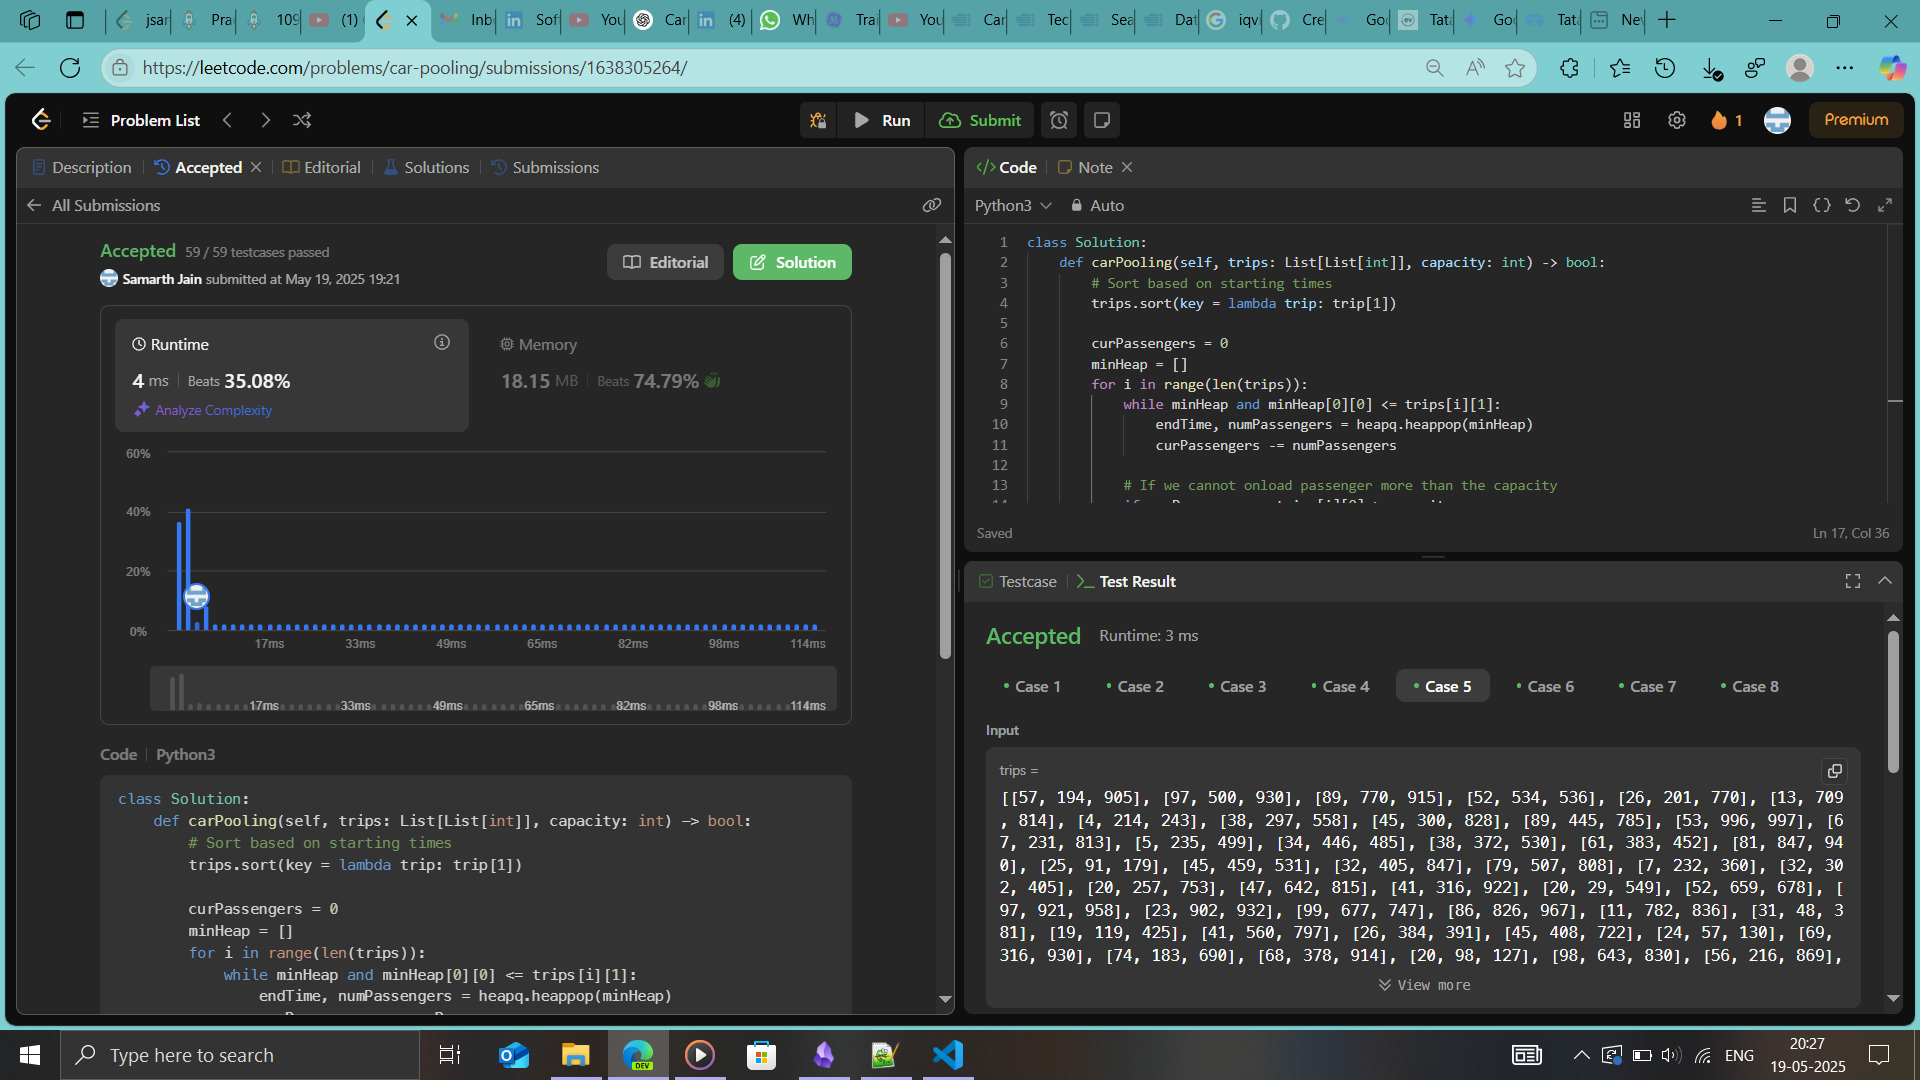 jsar
Pra
109
(1)
Inb
Sof
You
Car
(4)
Wh
Trai
You
Car
Tec
Sea
Dat
iqvi
Cre
Goo
Tata
Goo
Tata
Nev
https://leetcode.com/problems/car-pooling/submissions/1638305264/
Problem List
Run
Submit
1
Premium
Description
Accepted
Editorial
Solutions
Submissions
All Submissions
Accepted 59 / 59 testcases passed
Samarth Jain submitted at May 19, 2025 19:21
Editorial
Solution
Runtime
4 ms Beats 35.08%
Analyze Complexity
Memory
18.15 MB Beats 74.79%
60%
40%
20%
0%
17ms 33ms 49ms 65ms 82ms 98ms 114ms
17ms 33ms 49ms 65ms 82ms 98ms 114ms
Code | Python3
class Solution:
def carPooling(self, trips: List[List[int]], capacity: int) -> bool:
# Sort based on starting times
trips.sort(key = lambda trip: trip[1])
curPassengers = 0
minHeap = []
for i in range(len(trips)):
while minHeap and minHeap[0][0] <= trips[i][1]:
endTime, numPassengers = heapq.heappop(minHeap)
</> Code
Note
Python3
Auto
1 class Solution:
2 def carPooling(self, trips: List[List[int]], capacity: int) -> bool:
3 # Sort based on starting times
4 trips.sort(key = lambda trip: trip[1])
5
6 curPassengers = 0
7 minHeap = []
8 for i in range(len(trips)):
9 while minHeap and minHeap[0][0] <= trips[i][1]:
10 endTime, numPassengers = heapq.heappop(minHeap)
11 curPassengers -= numPassengers
12
13 # If we cannot onload passenger more than the capacity
Saved
Ln 17, Col 36
Testcase
Test Result
Accepted Runtime: 3 ms
Case 1
Case 2
Case 3
Case 4
Case 5
Case 6
Case 7
Case 8
Input
trips =
[[57, 194, 905], [97, 500, 930], [89, 770, 915], [52, 534, 536], [26, 201, 770], [13, 709
, 814], [4, 214, 243], [38, 297, 558], [45, 300, 828], [89, 445, 785], [53, 996, 997], [6
7, 231, 813], [5, 235, 499], [34, 446, 485], [38, 372, 530], [61, 383, 452], [81, 847, 94
0], [25, 91, 179], [45, 459, 531], [32, 405, 847], [79, 507, 808], [7, 232, 360], [32, 30
2, 405], [20, 257, 753], [47, 642, 815], [41, 316, 922], [20, 29, 549], [52, 659, 678], [
97, 921, 958], [23, 902, 932], [99, 677, 747], [86, 826, 967], [11, 782, 836], [31, 48, 3
81], [19, 119, 425], [41, 560, 797], [26, 384, 391], [45, 408, 722], [24, 57, 130], [69,
316, 930], [74, 183, 690], [68, 378, 914], [20, 98, 127], [98, 643, 830], [56, 216, 869],
View more
Type here to search
DEV
ENG
20:27
19-05-2025